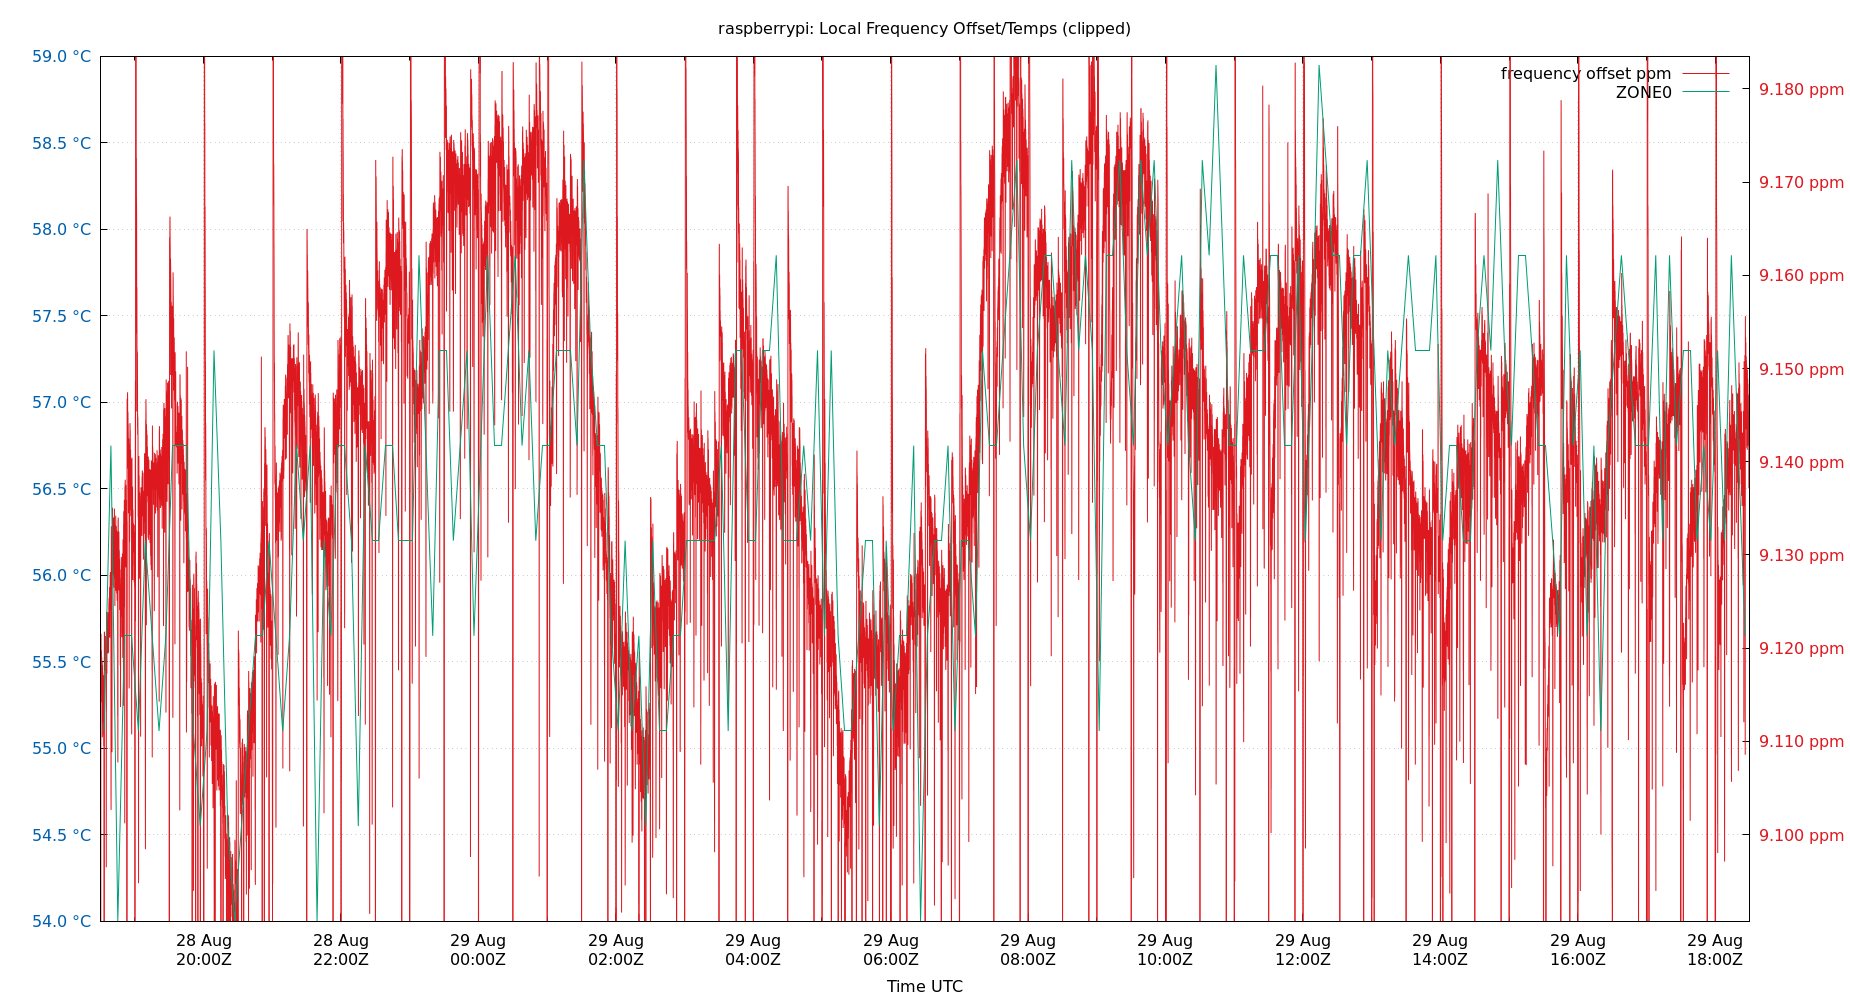 raspberrypi: Local Frequency Offset/Temps (clipped)
59.0 °C
58.5 °C
58.0 °C
57.5 °C
57.0 °C
56.5 °C
56.0 °C
55.5 °C
55.0 °C
54.5 °C
54.0 °C
frequency offset ppm
ZONE0
9.180 ppm
9.170 ppm
9.160 ppm
9.150 ppm
9.140 ppm
9.130 ppm
9.120 ppm
9.110 ppm
9.100 ppm
28 Aug 28 Aug 29 Aug 29 Aug 29 Aug 29 Aug 29 Aug 29 Aug 29 Aug 29 Aug 29 Aug 29 Aug
20:00Z 22:00Z 00:00Z 02:00Z 04:00Z 06:00Z 08:00Z 10:00Z 12:00Z 14:00Z 16:00Z 18:00Z
Time UTC